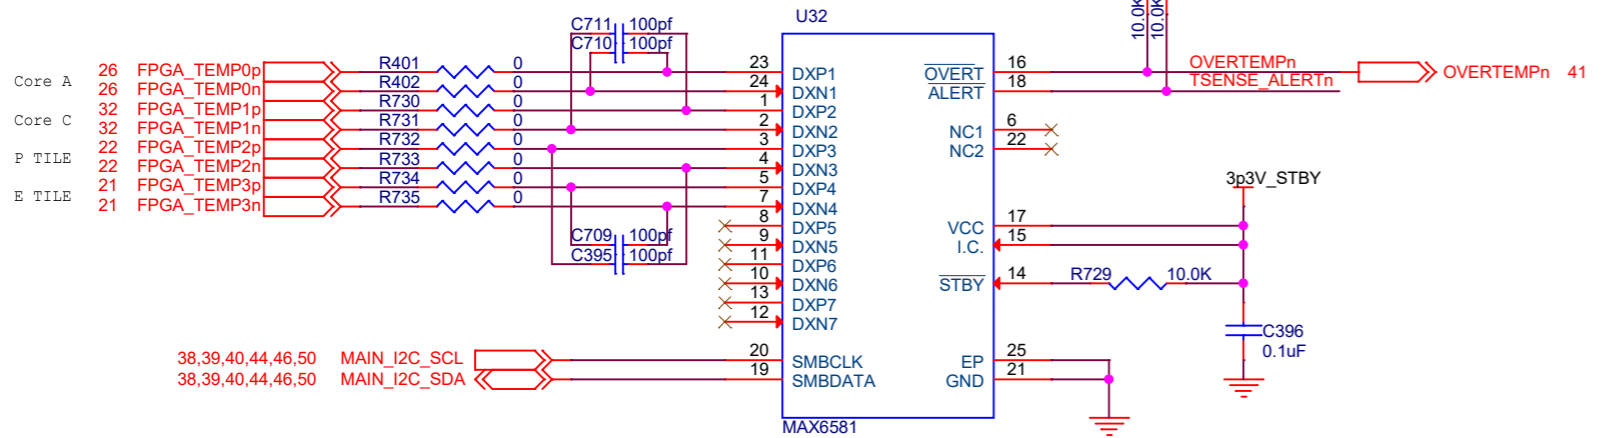 U32
10.0K
10.0K
C711 100pf
C710 100pf
Core A
26 FPGA_TEMP0p R401 0 23 DXP1 OVERT 16 OVERTEMPn OVERTEMPn 41
26 FPGA_TEMP0n R402 0 24 DXN1 ALERT 18 TSENSE_ALERTn
Core C
32 FPGA_TEMP1p R730 0 1 DXP2
32 FPGA_TEMP1n R731 0 2 DXN2 NC1 6
P TILE
22 FPGA_TEMP2p R732 0 3 DXP3 NC2 22
22 FPGA_TEMP2n R733 0 4 DXN3
E TILE
21 FPGA_TEMP3p R734 0 5 DXP4 3p3V_STBY
21 FPGA_TEMP3n R735 0 7 DXN4
8 DXP5 VCC 17
C709 100pf 9 DXN5 I.C. 15
C395 100pf 11 DXP6
10 DXN6 STBY 14 R729 10.0K
13 DXP7
12 DXN7 C396
0.1uF
38,39,40,44,46,50 MAIN_I2C_SCL 20 SMBCLK EP 25
38,39,40,44,46,50 MAIN_I2C_SDA 19 SMBDATA GND 21
MAX6581